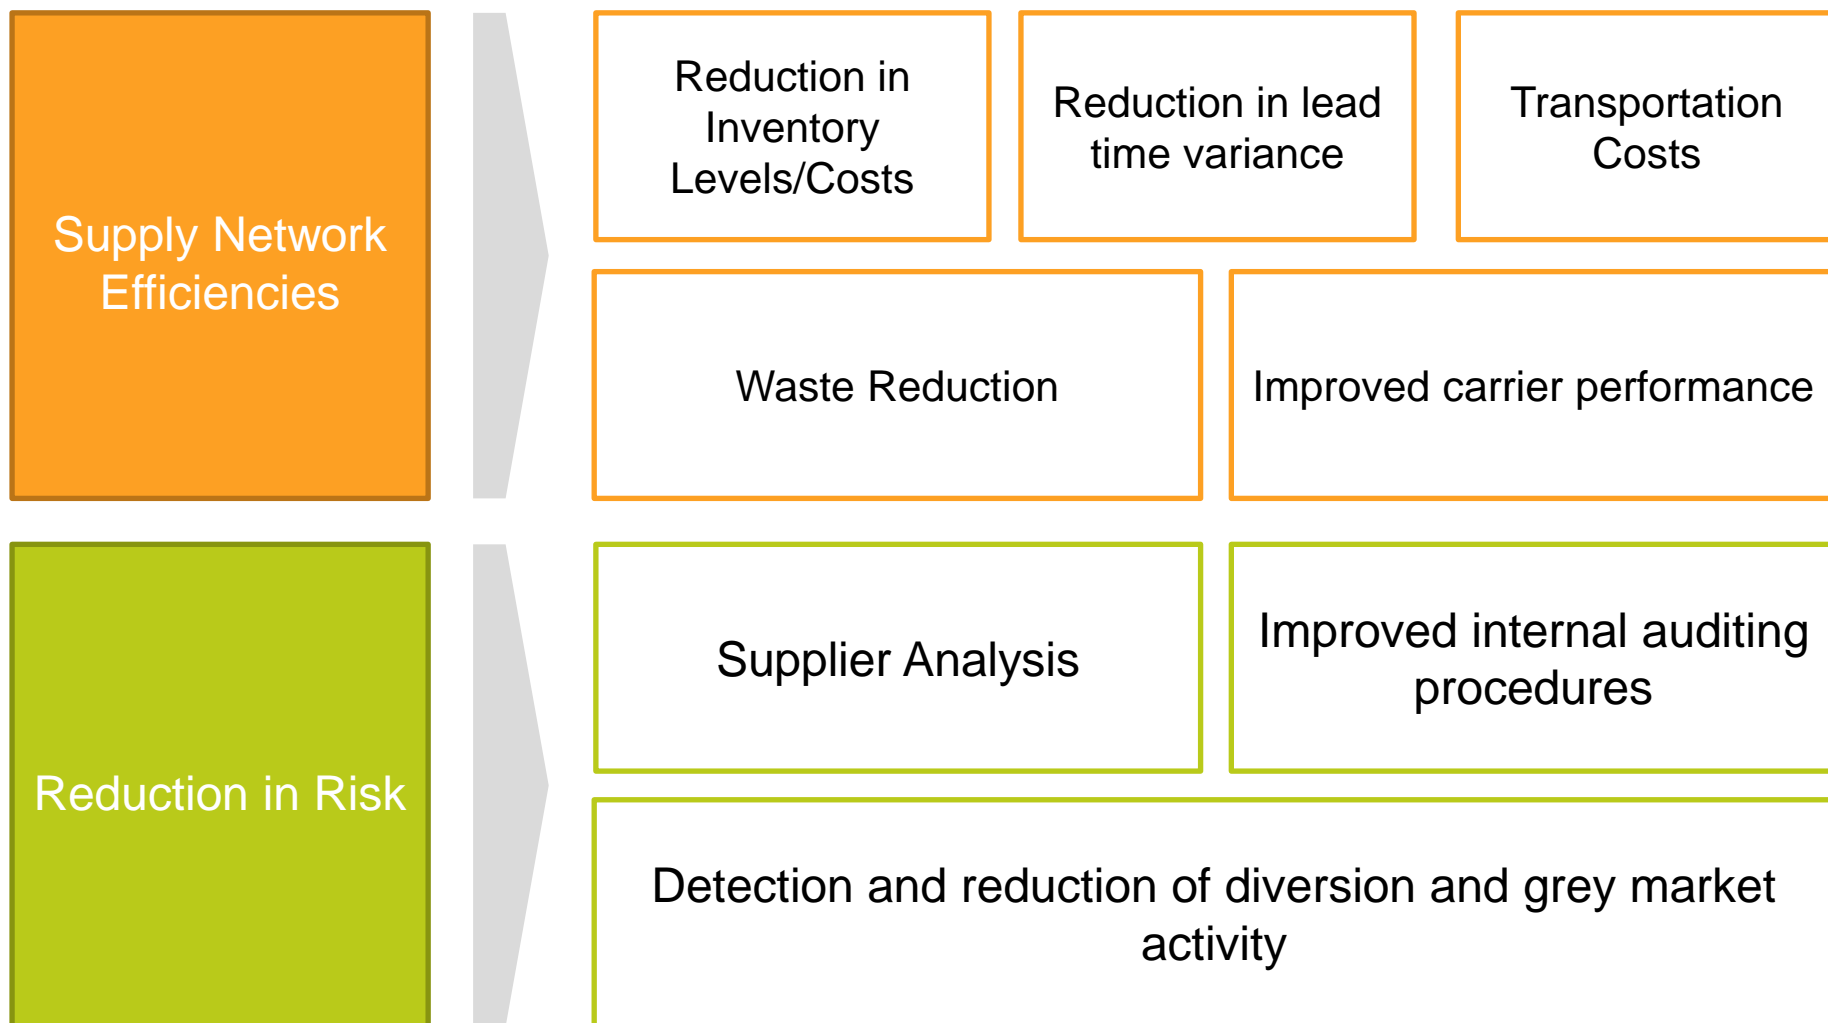 Supply Network
Efficiencies
Reduction in
Inventory
Levels/Costs
Reduction in lead
time variance
Transportation
Costs
Waste Reduction
Improved carrier performance
Reduction in Risk
Supplier Analysis
Improved internal auditing
procedures
Detection and reduction of diversion and grey market
activity